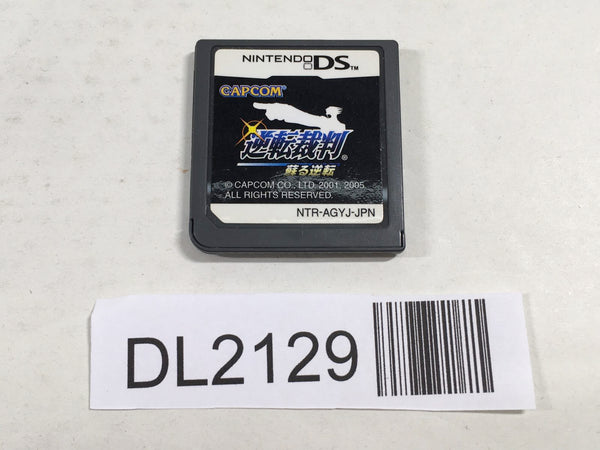 NINTENDO DS™
CAPCOM®
逆転裁判®
蘇る逆転
© CAPCOM CO., LTD. 2001, 2005
ALL RIGHTS RESERVED.
NTR-AGYJ-JPN
DL2129